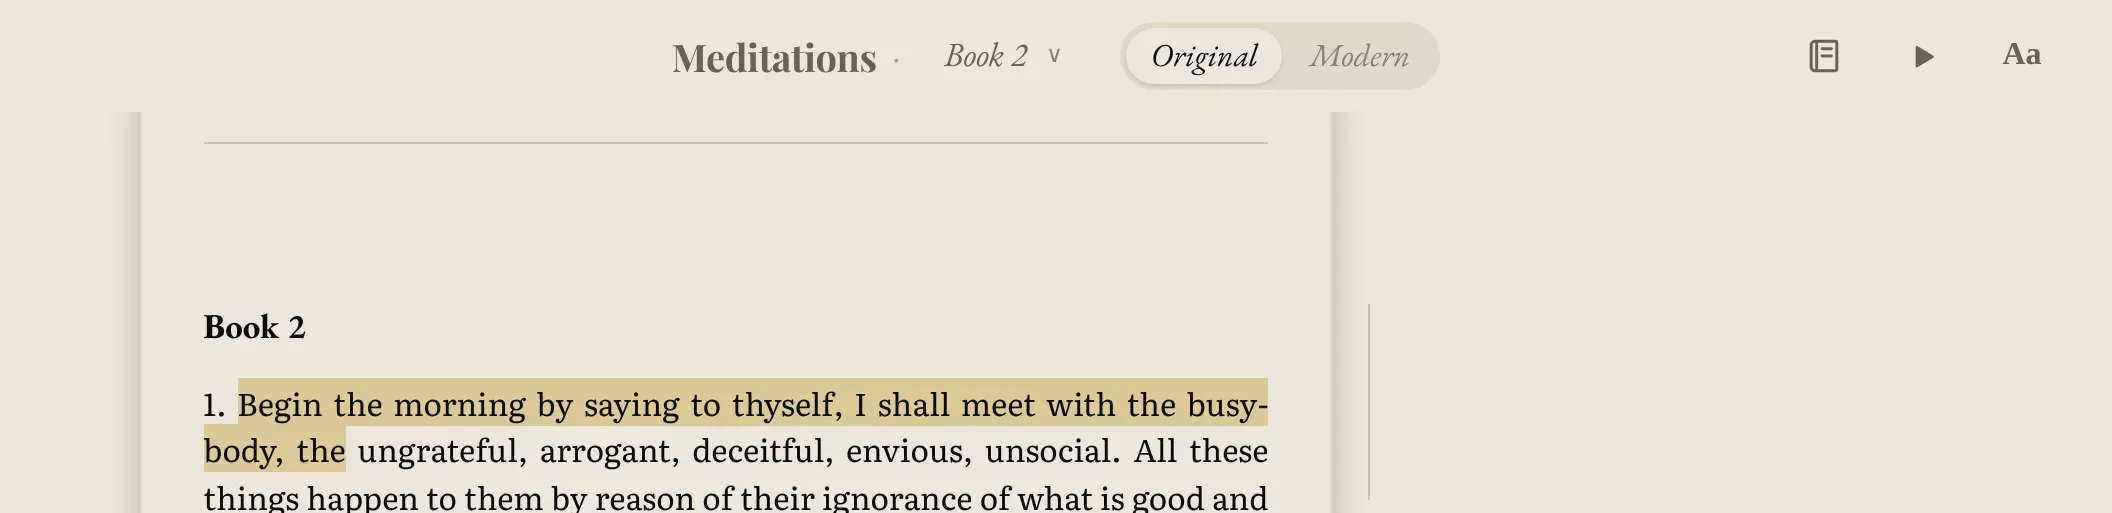 Meditations · Book 2 ∨ Original Modern Aa
Book 2
1. Begin the morning by saying to thyself, I shall meet with the busy-
body, the ungrateful, arrogant, deceitful, envious, unsocial. All these
things happen to them by reason of their ignorance of what is good and